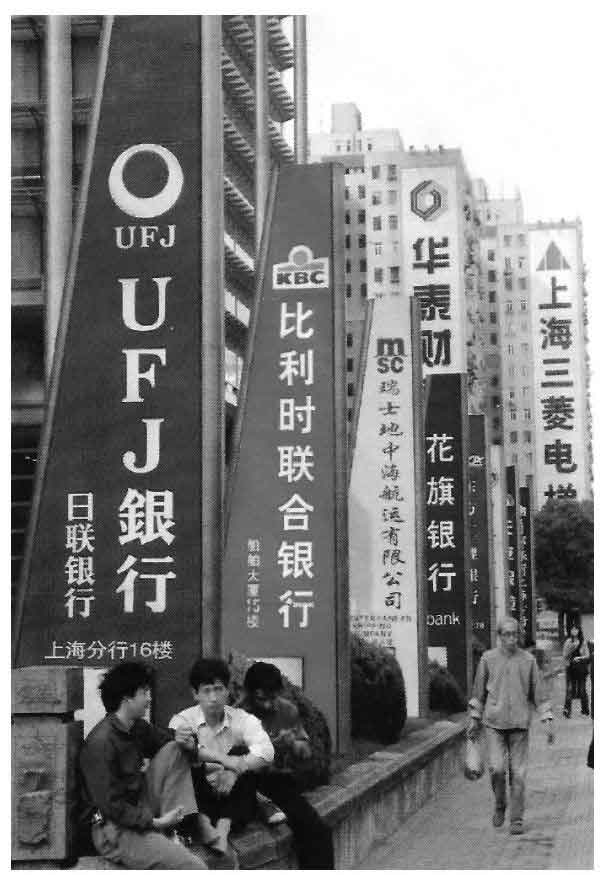 UFJ
UFJ銀行
日联银行
上海分行16楼
KBC
比利时联合银行
船舶大厦15楼
msc
瑞士地中海航运有限公司
花旗银行
bank
华泰财
上海三菱电梯